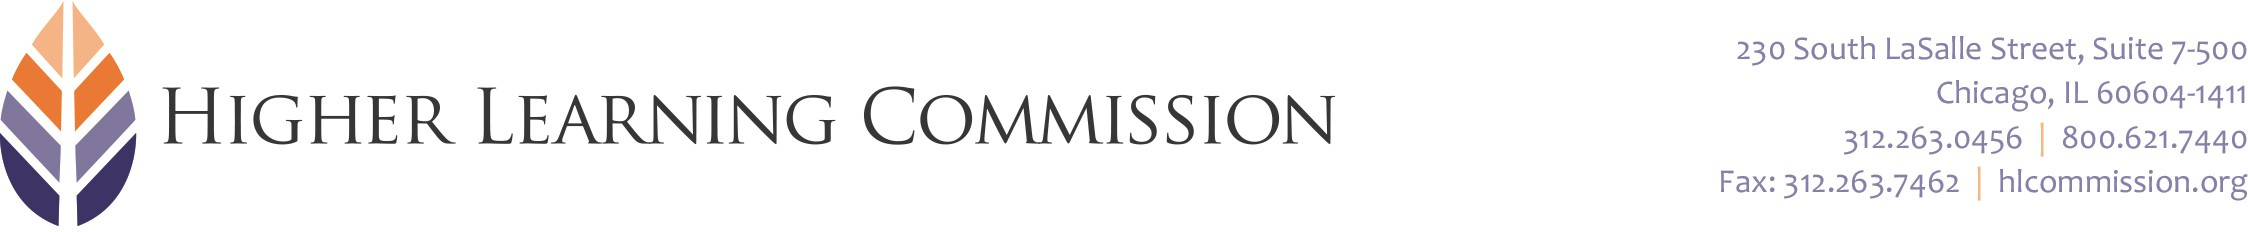 Higher Learning Commission
230 South LaSalle Street, Suite 7-500
Chicago, IL 60604-1411
312.263.0456 | 800.621.7440
Fax: 312.263.7462 | hlcommission.org